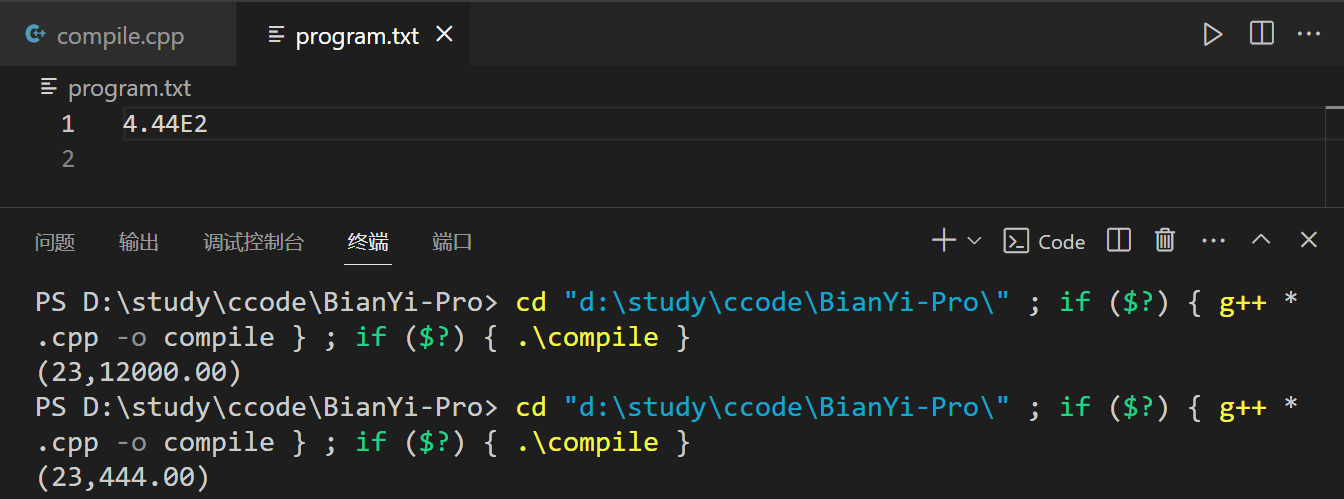 compile.cpp program.txt
program.txt
1 4.44E2
2
问题 输出 调试控制台 终端 端口 Code
PS D:\study\ccode\BianYi-Pro> cd "d:\study\ccode\BianYi-Pro\" ; if ($?) { g++ *
.cpp -o compile } ; if ($?) { .\compile }
(23,12000.00)
PS D:\study\ccode\BianYi-Pro> cd "d:\study\ccode\BianYi-Pro\" ; if ($?) { g++ *
.cpp -o compile } ; if ($?) { .\compile }
(23,444.00)